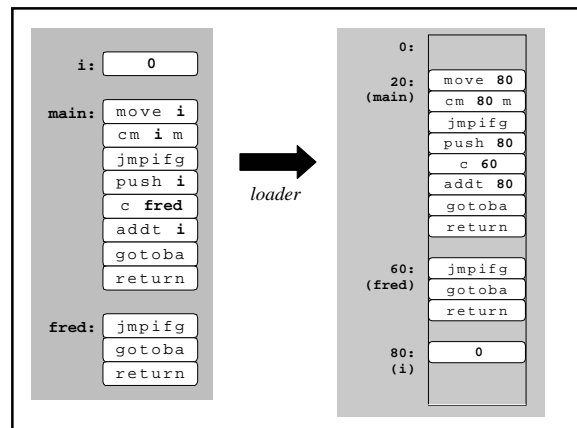 i: 0
main: move i
cm i m
jmpifg
push i
c fred
addt i
gotoba
return
fred: jmpifg
gotoba
return
loader
0:
20: move 80
(main) cm 80 m
jmpifg
push 80
c 60
addt 80
gotoba
return
60: jmpifg
(fred) gotoba
return
80: 0
(i)